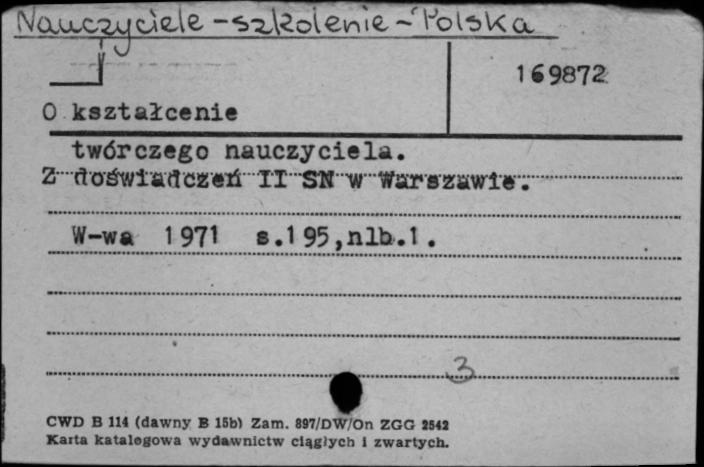 Nauczyciele - szkolenie - Polska
169872
O kształcenie
twórczego nauczyciela.
Z doświadczeń II SN w Warszawie.
W-wa 1971 s.195,nlb.1.
3
CWD B 114 (dawny B 15b) Zam. 897/DW/On ZGG 2542
Karta katalogowa wydawnictw ciągłych i zwartych.